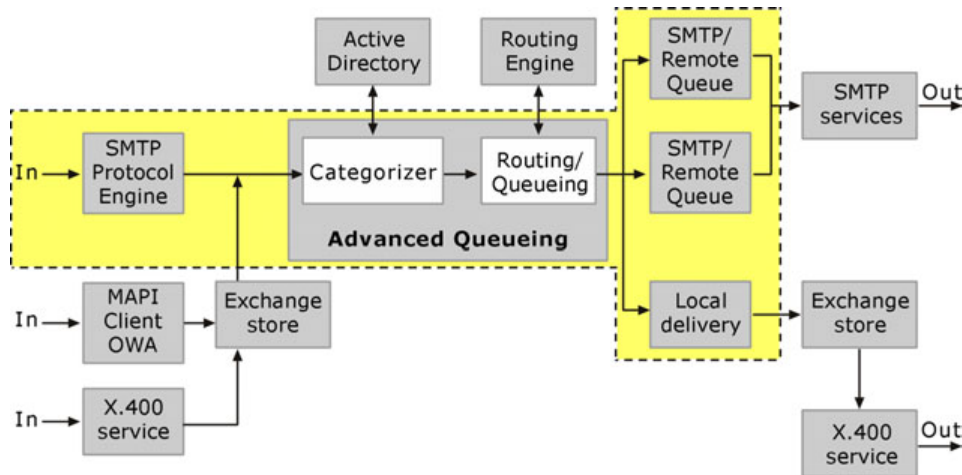 Active
Directory
Routing
Engine
SMTP/
Remote
Queue
SMTP
services
Out
In
SMTP
Protocol
Engine
Categorizer
Routing/
Queueing
SMTP/
Remote
Queue
Advanced Queueing
In
MAPI
Client
OWA
Exchange
store
Local
delivery
Exchange
store
In
X.400
service
X.400
service
Out